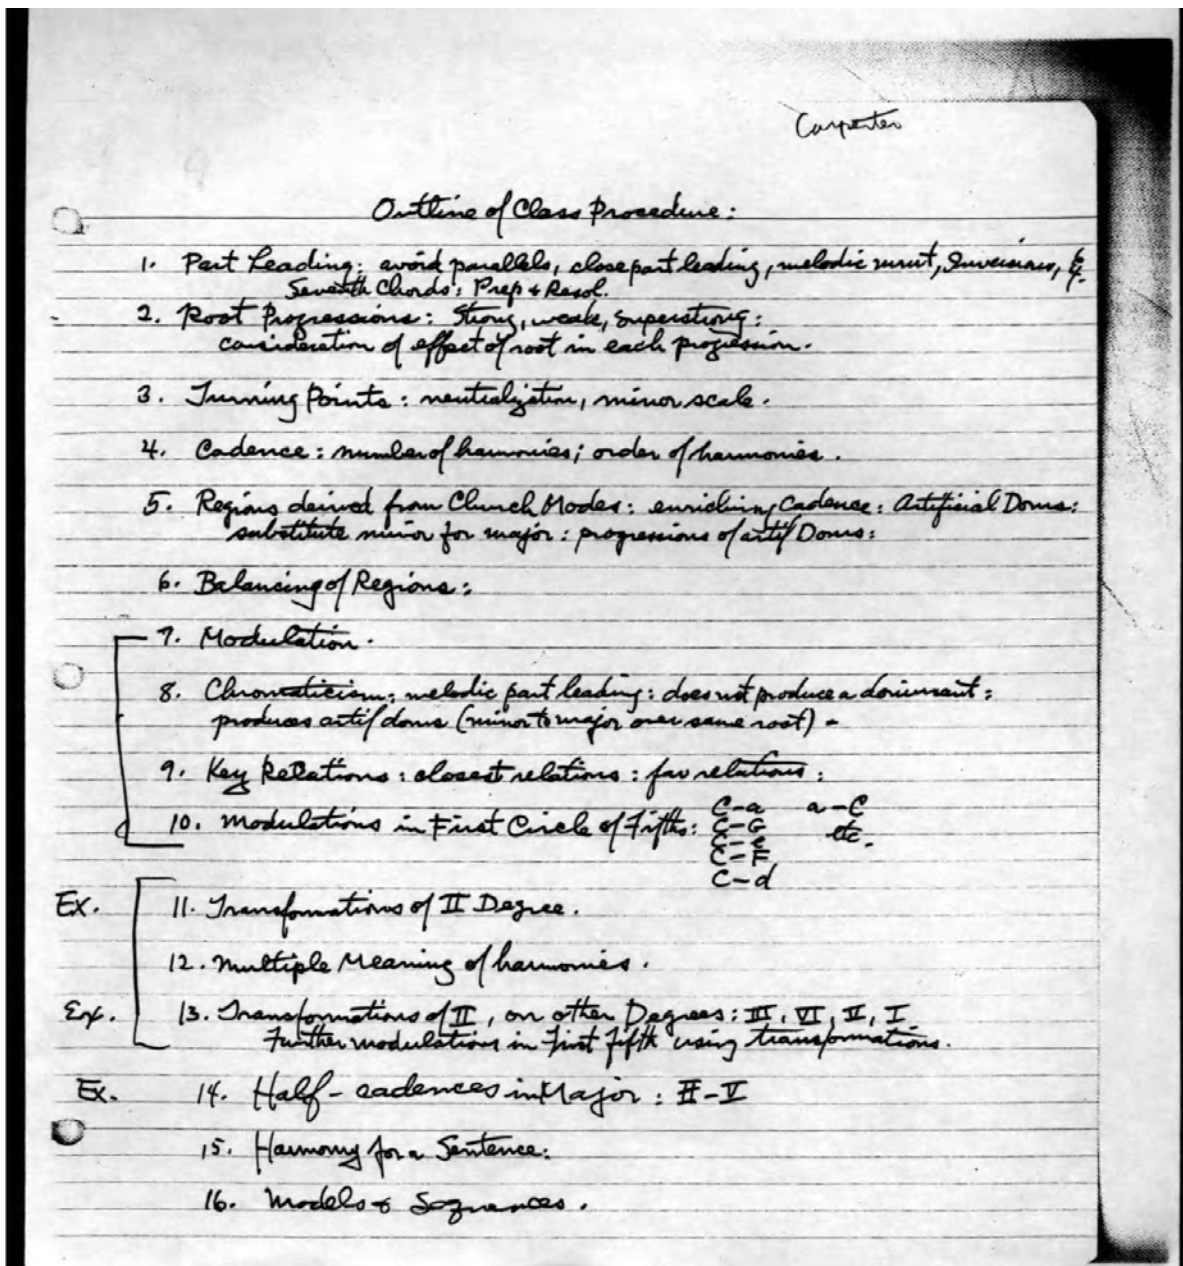 Carpenter
Outline of Class Procedure:
1. Part Leading: avoid parallels, close part leading, melodic unit, Inversions, 6/4.
Seventh Chords: Prep & Resol.
2. Root Progressions: Strong, weak, superstrong:
consideration of effect of root in each progression.
3. Turning Points: neutralization, minor scale.
4. Cadence: number of harmonies; order of harmonies.
5. Regions derived from Church Modes: enriching Cadence: Artificial Doms:
substitute minor for major: progressions of artif Doms:
6. Balancing of Regions:
7. Modulation.
8. Chromaticism: melodic part leading: does not produce a dominant:
produces artif doms (minor to major over same root) -
9. Key Relations: closest relations: far relations:
10. Modulations in First Circle of Fifths: C-a a-C
C-G etc.
C-e
C-F
C-d
Ex. 11. Transformations of II Degree.
12. Multiple Meaning of harmonies.
Ex. 13. Transformations of II, on other Degrees: III, VI, V, I
Further modulations in First fifth using transformations.
Ex. 14. Half-cadences in Major: II-V
15. Harmony for a Sentence:
16. Models & Sequences.